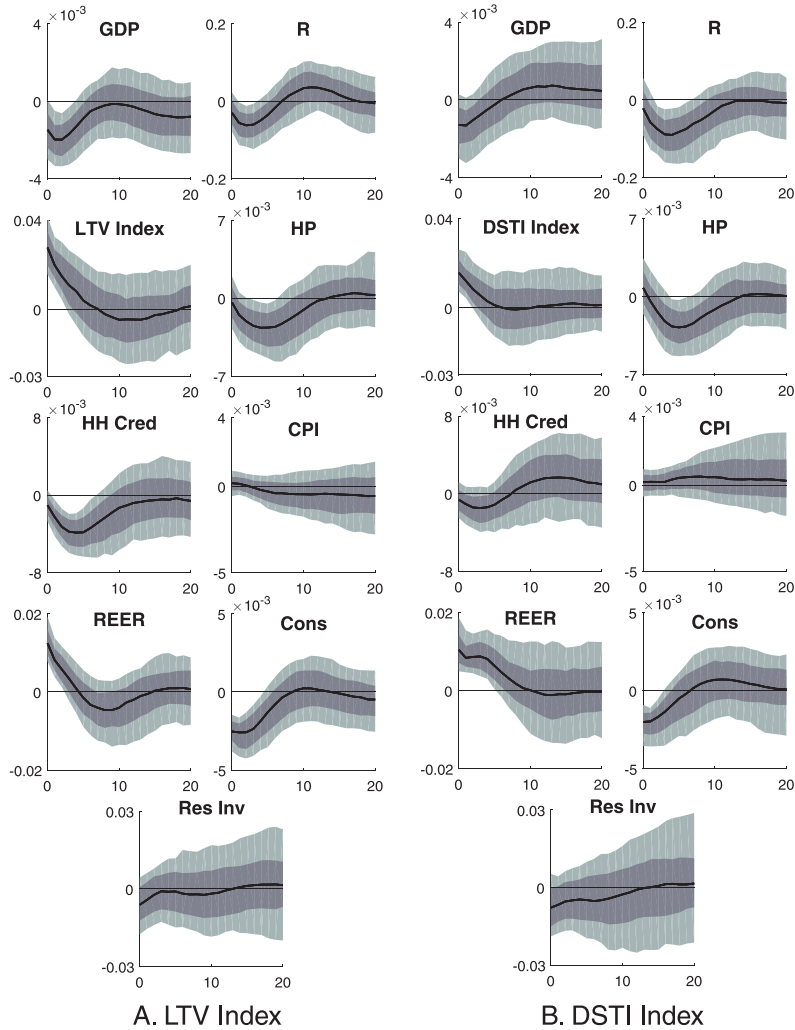 ×10⁻³ GDP R ×10⁻³ GDP R
4 0.2 4 0.2
0 0 0 0
-4 -0.2 -4 -0.2
0 10 20 0 10 20 0 10 20 0 10 20
0.04 LTV Index 7 ×10⁻³ HP 0.04 DSTI Index 7 ×10⁻³ HP
0 0 0 0
-0.03 -7 -0.03 -7
0 10 20 0 10 20 0 10 20 0 10 20
8 ×10⁻³ HH Cred 4 ×10⁻³ CPI 8 ×10⁻³ HH Cred 4 ×10⁻³ CPI
0 0 0 0
-8 -5 -8 -5
0 10 20 0 10 20 0 10 20 0 10 20
0.02 REER 5 ×10⁻³ Cons 0.02 REER 5 ×10⁻³ Cons
0 0 0 0
-0.02 -5 -0.02 -5
0 10 20 0 10 20 0 10 20 0 10 20
0.03 Res Inv 0.03 Res Inv
0 0
-0.03 -0.03
0 10 20 0 10 20
A. LTV Index B. DSTI Index